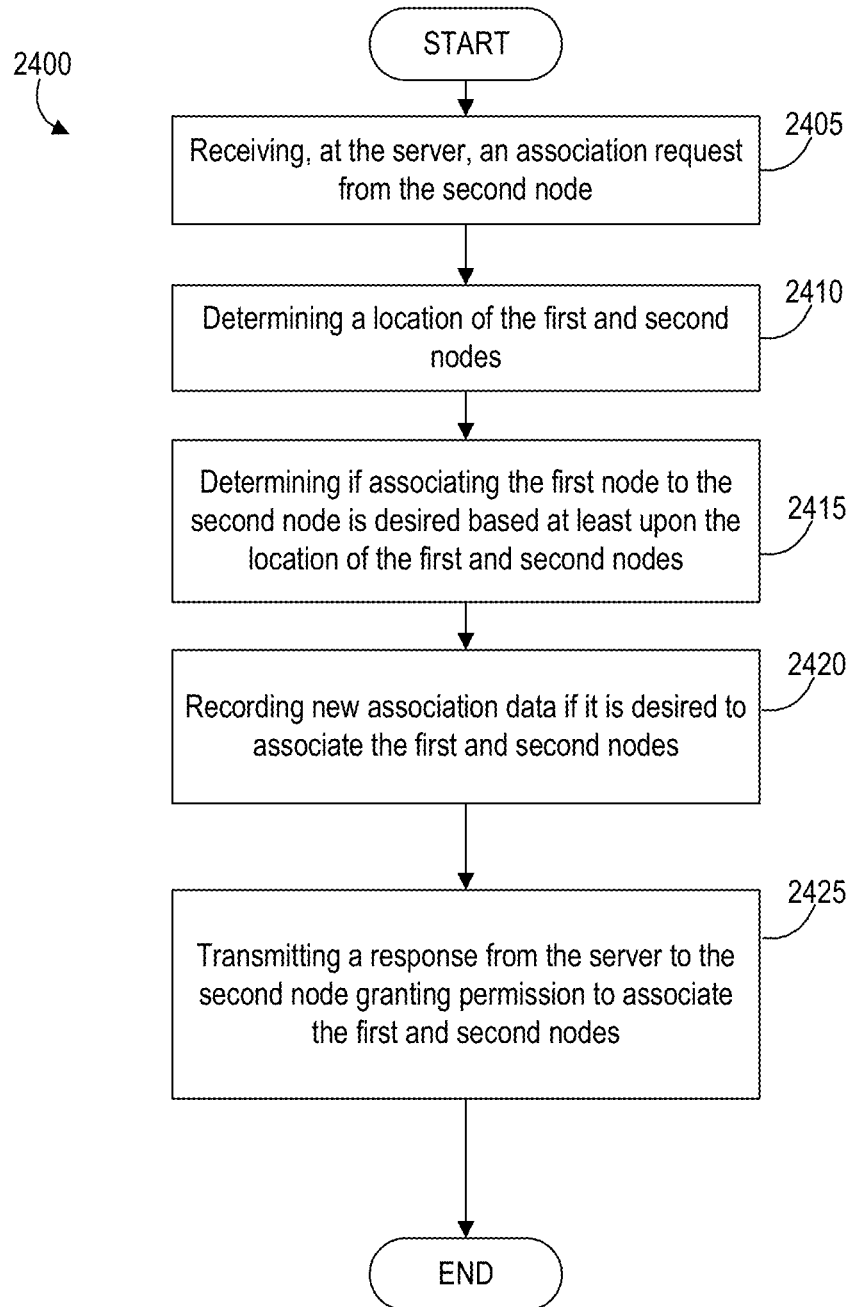 START
2400
2405
Receiving, at the server, an association request
from the second node
2410
Determining a location of the first and second
nodes
Determining if associating the first node to the
second node is desired based at least upon the
location of the first and second nodes
2415
2420
Recording new association data if it is desired to
associate the first and second nodes
2425
Transmitting a response from the server to the
second node granting permission to associate
the first and second nodes
END